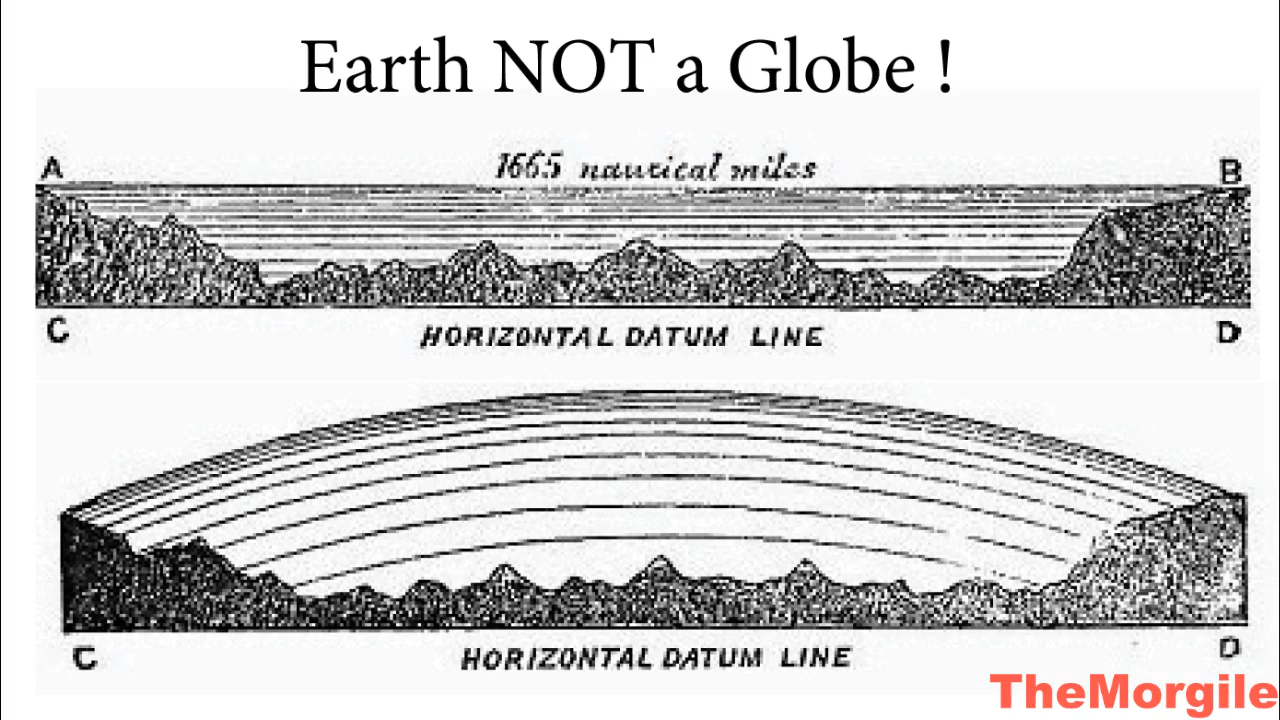 Earth NOT a Globe !
1665 nautical miles
A
B
C
HORIZONTAL DATUM LINE
D
C
HORIZONTAL DATUM LINE
D
TheMorgile